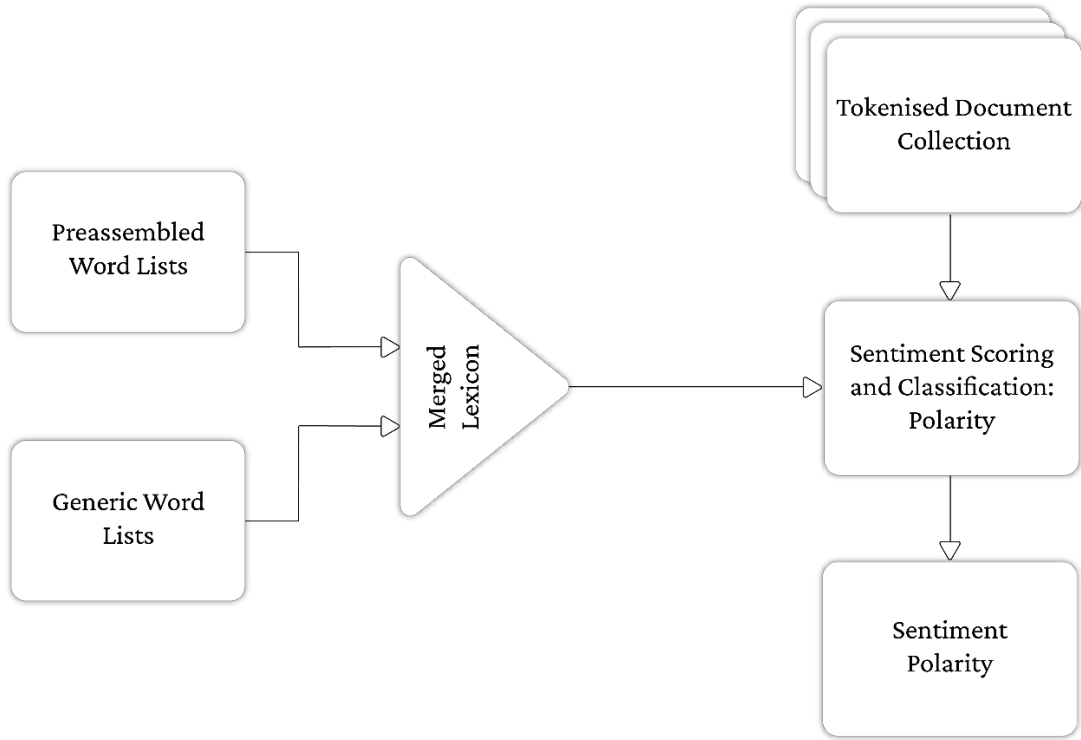 Tokenised Document
Collection
Preassembled
Word Lists
Merged
Lexicon
Sentiment Scoring
and Classification:
Polarity
Generic Word
Lists
Sentiment
Polarity